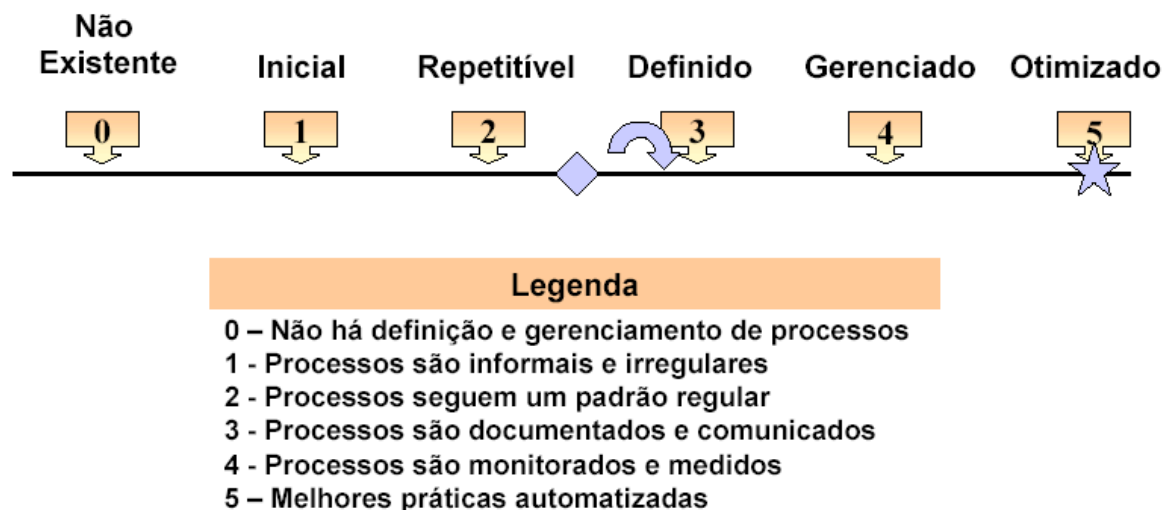 Não
Existente
Inicial
Repetitível
Definido
Gerenciado
Otimizado
0
1
2
3
4
5
Legenda
0 – Não há definição e gerenciamento de processos
1 - Processos são informais e irregulares
2 - Processos seguem um padrão regular
3 - Processos são documentados e comunicados
4 - Processos são monitorados e medidos
5 – Melhores práticas automatizadas